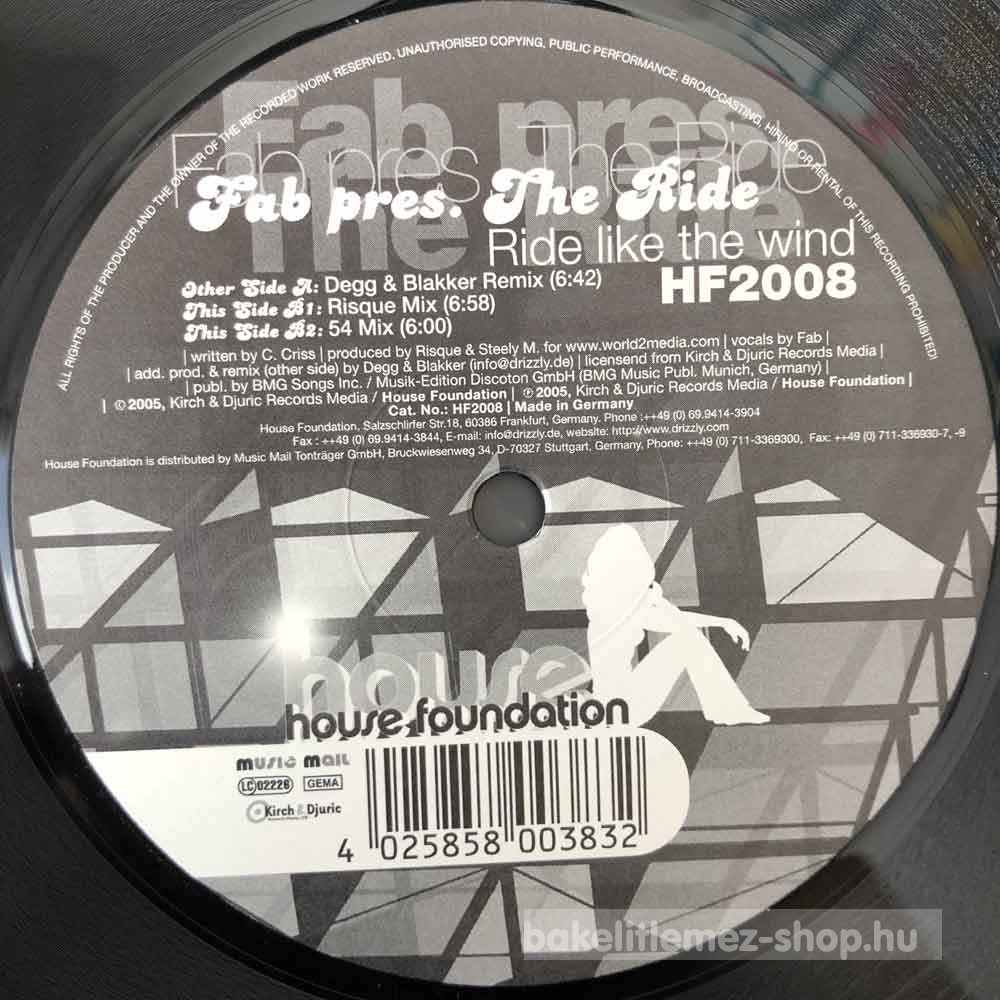 ALL RIGHTS OF THE PRODUCER AND THE OWNER OF THE RECORDED WORK RESERVED. UNAUTHORISED COPYING, PUBLIC PERFORMANCE, BROADCASTING, HIRING OR RENTAL OF THIS RECORDING PROHIBITED!
Fab pres.
The Ride
Fab pres. The Ride
Fab pres. The Ride
Ride like the wind
HF2008
Other Side A: Degg & Blakker Remix (6:42)
This Side B1: Risque Mix (6:58)
This Side B2: 54 Mix (6:00)
| written by C. Criss | produced by Risque & Steely M. for www.world2media.com | vocals by Fab |
| add. prod. & remix (other side) by Degg & Blakker (info@drizzly.de) | licensend from Kirch & Djuric Records Media |
| publ. by BMG Songs Inc. / Musik-Edition Discoton GmbH (BMG Music Publ. Munich, Germany) |
| ©2005, Kirch & Djuric Records Media / House Foundation | ℗ 2005, Kirch & Djuric Records Media / House Foundation |
Cat. No.: HF2008 | Made in Germany
House Foundation, Salzschlirfer Str.18, 60386 Frankfurt, Germany. Phone :++49 (0) 69.9414-3904
Fax : ++49 (0) 69.9414-3844, E-mail: info@drizzly.de, website: http://www.drizzly.com
House Foundation is distributed by Music Mail Tonträger GmbH, Bruckwiesenweg 34, D-70327 Stuttgart, Germany, Phone: ++49 (0) 711-3369300, Fax: ++49 (0) 711-336930-7, -9
house
house foundation
music mail
LC 02226 GEMA
Kirch & Djuric
4 025858 003832
bakelitlemez-shop.hu